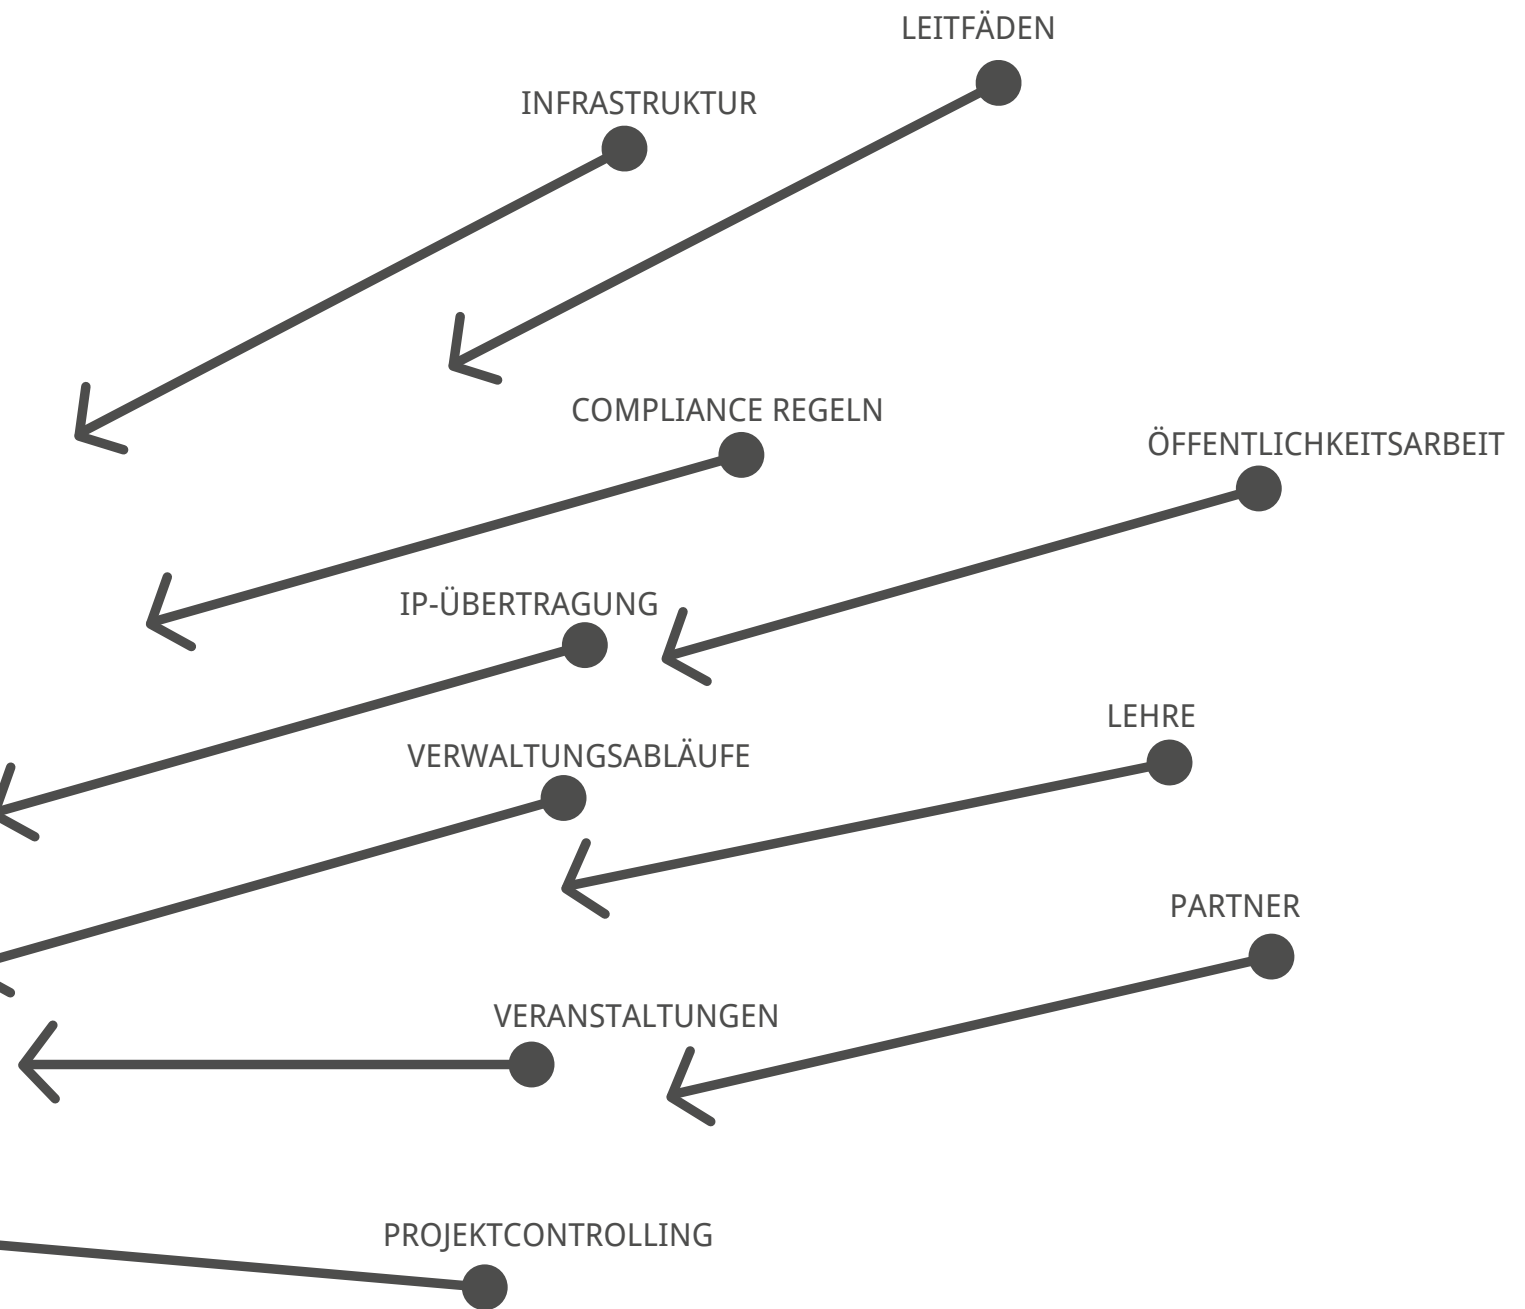 LEITFÄDEN
INFRASTRUKTUR
COMPLIANCE REGELN
ÖFFENTLICHKEITSARBEIT
IP-ÜBERTRAGUNG
LEHRE
VERWALTUNGSABLÄUFE
PARTNER
VERANSTALTUNGEN
PROJEKTCONTROLLING